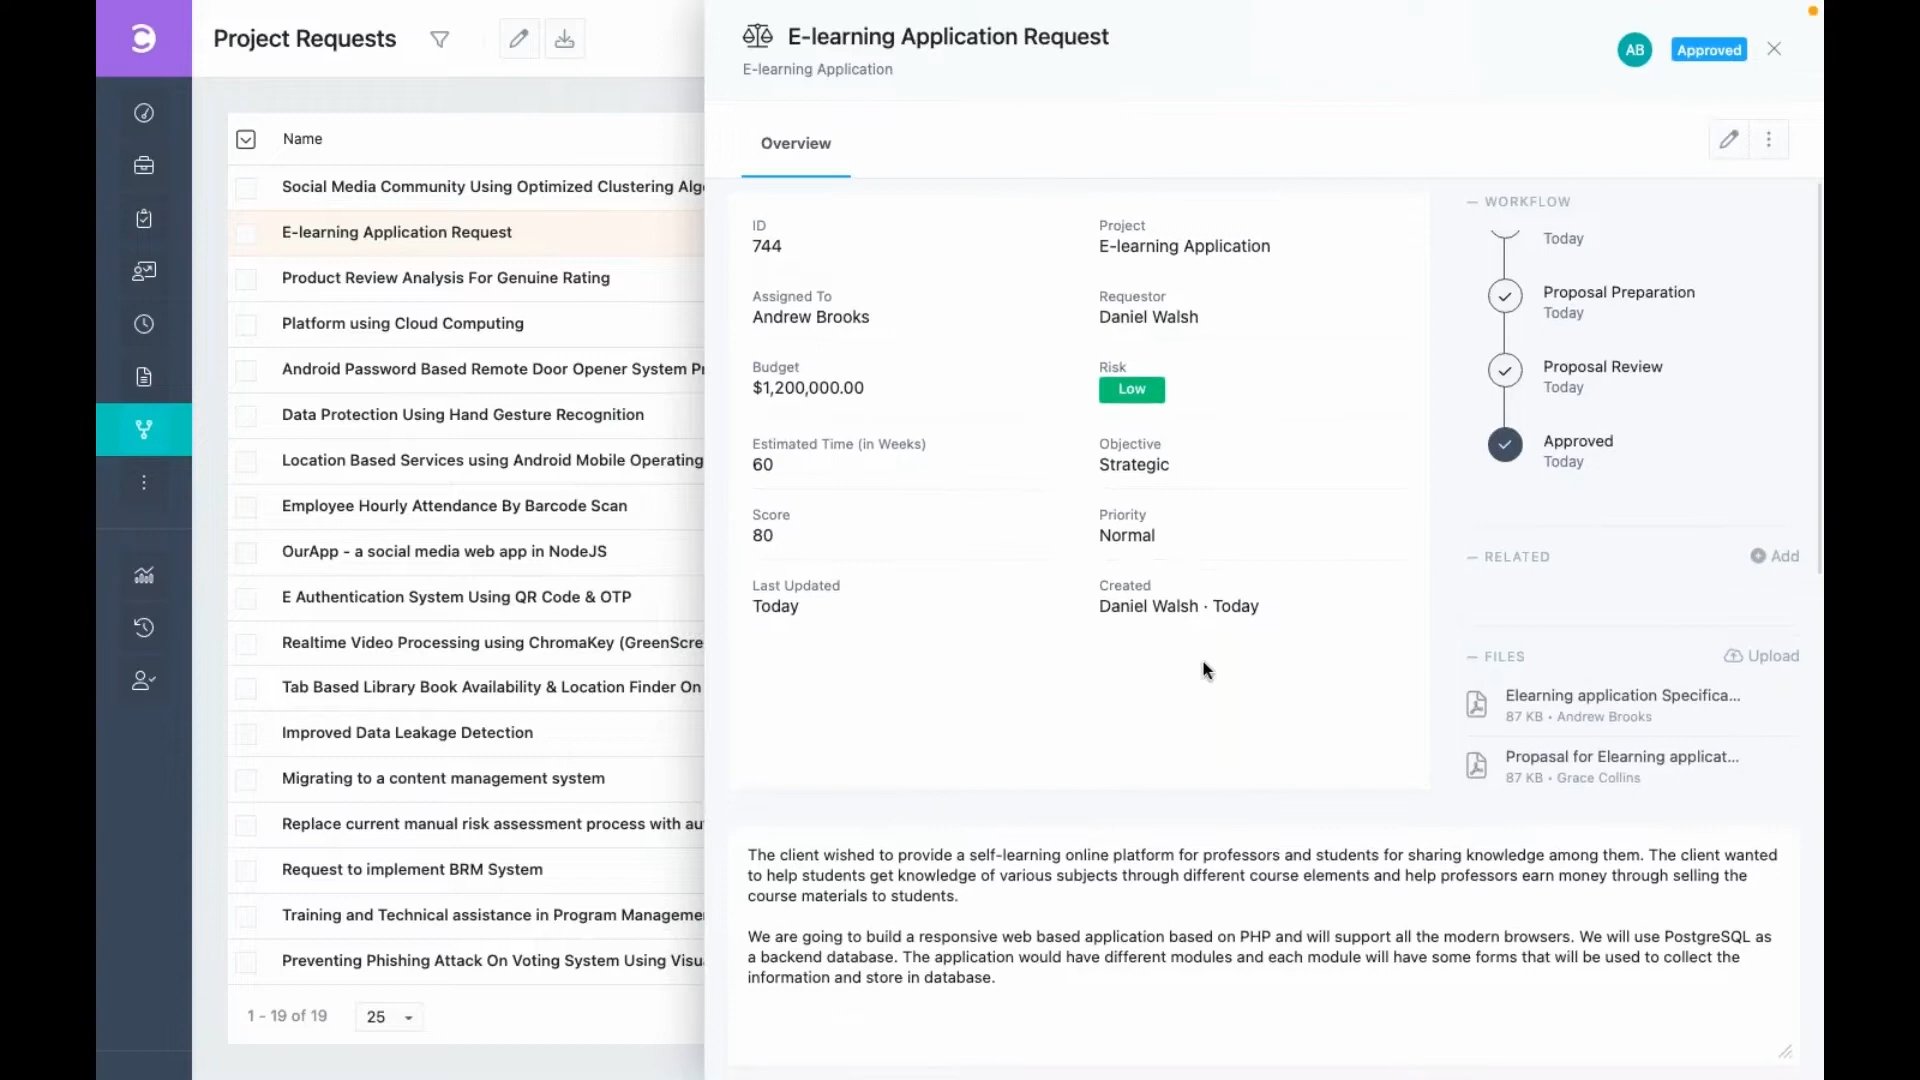 Project Requests
Name
Social Media Community Using Optimized Clustering Alg
E-learning Application Request
Product Review Analysis For Genuine Rating
Platform using Cloud Computing
Android Password Based Remote Door Opener System
Data Protection Using Hand Gesture Recognition
Location Based Services using Android Mobile Operating
Employee Hourly Attendance By Barcode Scan
OurApp - a social media web app in NodeJS
E Authentication System Using QR Code & OTP
Realtime Video Processing using ChromaKey (GreenScre
Tab Based Library Book Availability & Location Finder On
Improved Data Leakage Detection
Migrating to a content management system
Replace current manual risk assessment process with au
Request to implement BRM System
Training and Technical assistance in Program Manageme
Preventing Phishing Attack On Voting System Using Visu
1 - 19 of 19
25
E-learning Application Request
E-learning Application
AB
Approved
Overview
ID
744
Project
E-learning Application
Assigned To
Andrew Brooks
Requestor
Daniel Walsh
Budget
$1,200,000.00
Risk
Low
Estimated Time (in Weeks)
60
Objective
Strategic
Score
80
Priority
Normal
Last Updated
Today
Created
Daniel Walsh · Today
— WORKFLOW
Today
Proposal Preparation
Today
Proposal Review
Today
Approved
Today
— RELATED
Add
— FILES
Upload
Elearning application Specifica...
87 KB • Andrew Brooks
Propasal for Elearning applicat...
87 KB • Grace Collins
The client wished to provide a self-learning online platform for professors and students for sharing knowledge among them. The client wanted
to help students get knowledge of various subjects through different course elements and help professors earn money through selling the
course materials to students.
We are going to build a responsive web based application based on PHP and will support all the modern browsers. We will use PostgreSQL as
a backend database. The application would have different modules and each module will have some forms that will be used to collect the
information and store in database.